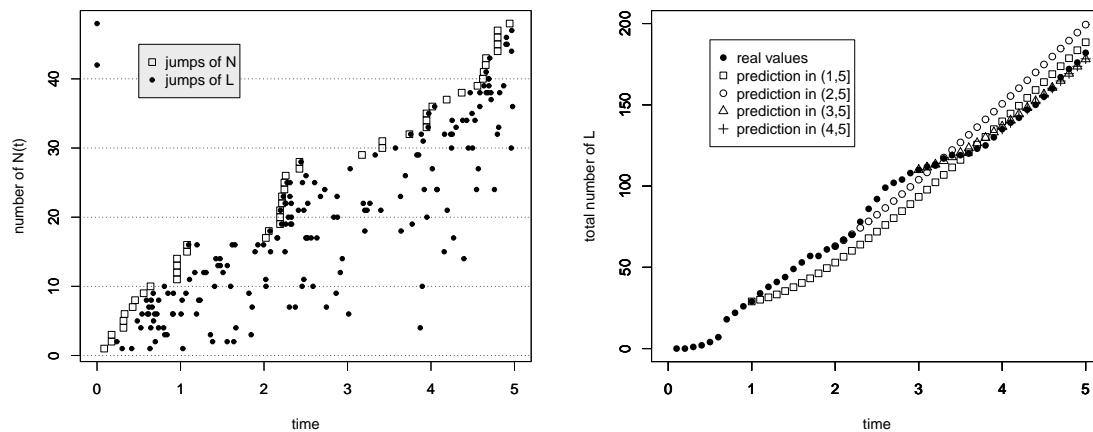 number of N(t)
0 10 20 30 40
jumps of N
jumps of L
0 1 2 3 4 5
time
total number of L
0 50 100 150 200
real values
prediction in (1,5]
prediction in (2,5]
prediction in (3,5]
prediction in (4,5]
0 1 2 3 4 5
time